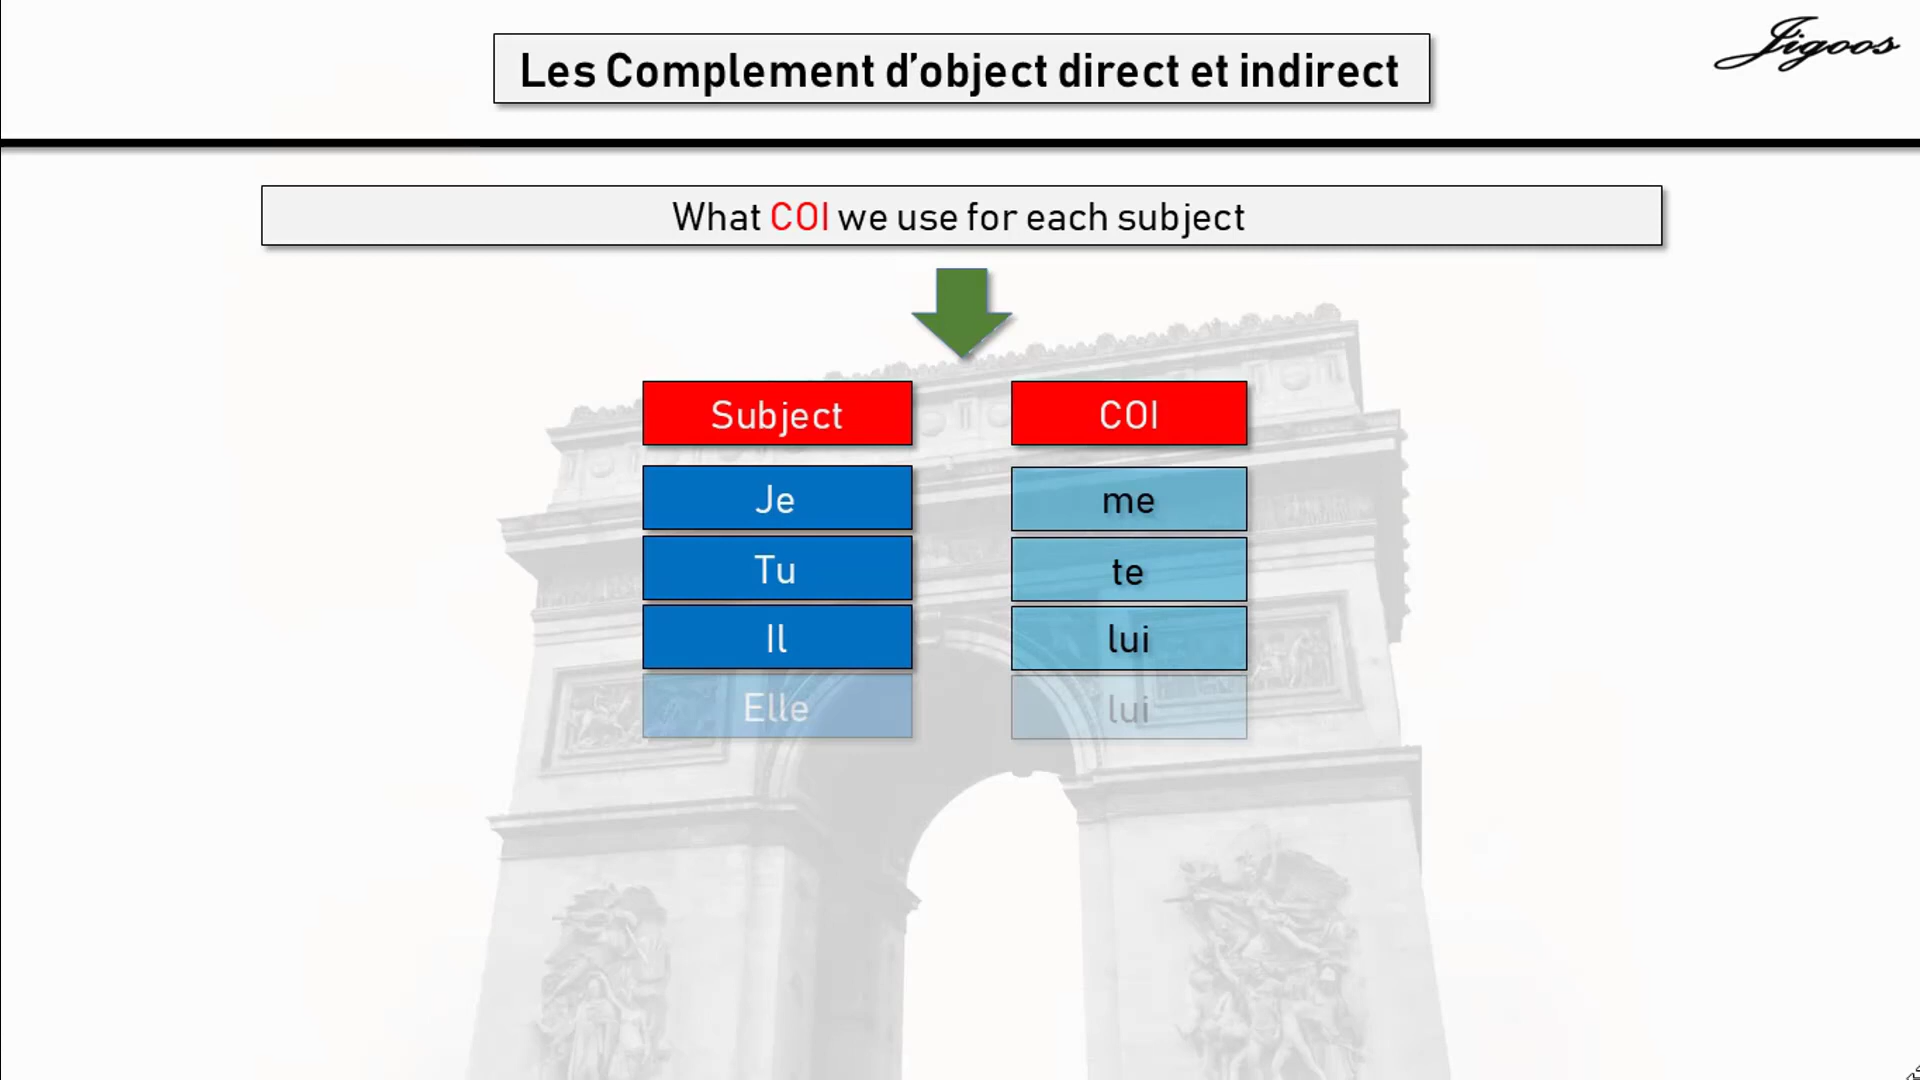 Les Complement d'object direct et indirect
Jigoos
What COI we use for each subject
Subject COI
Je me
Tu te
Il lui
Elle lui